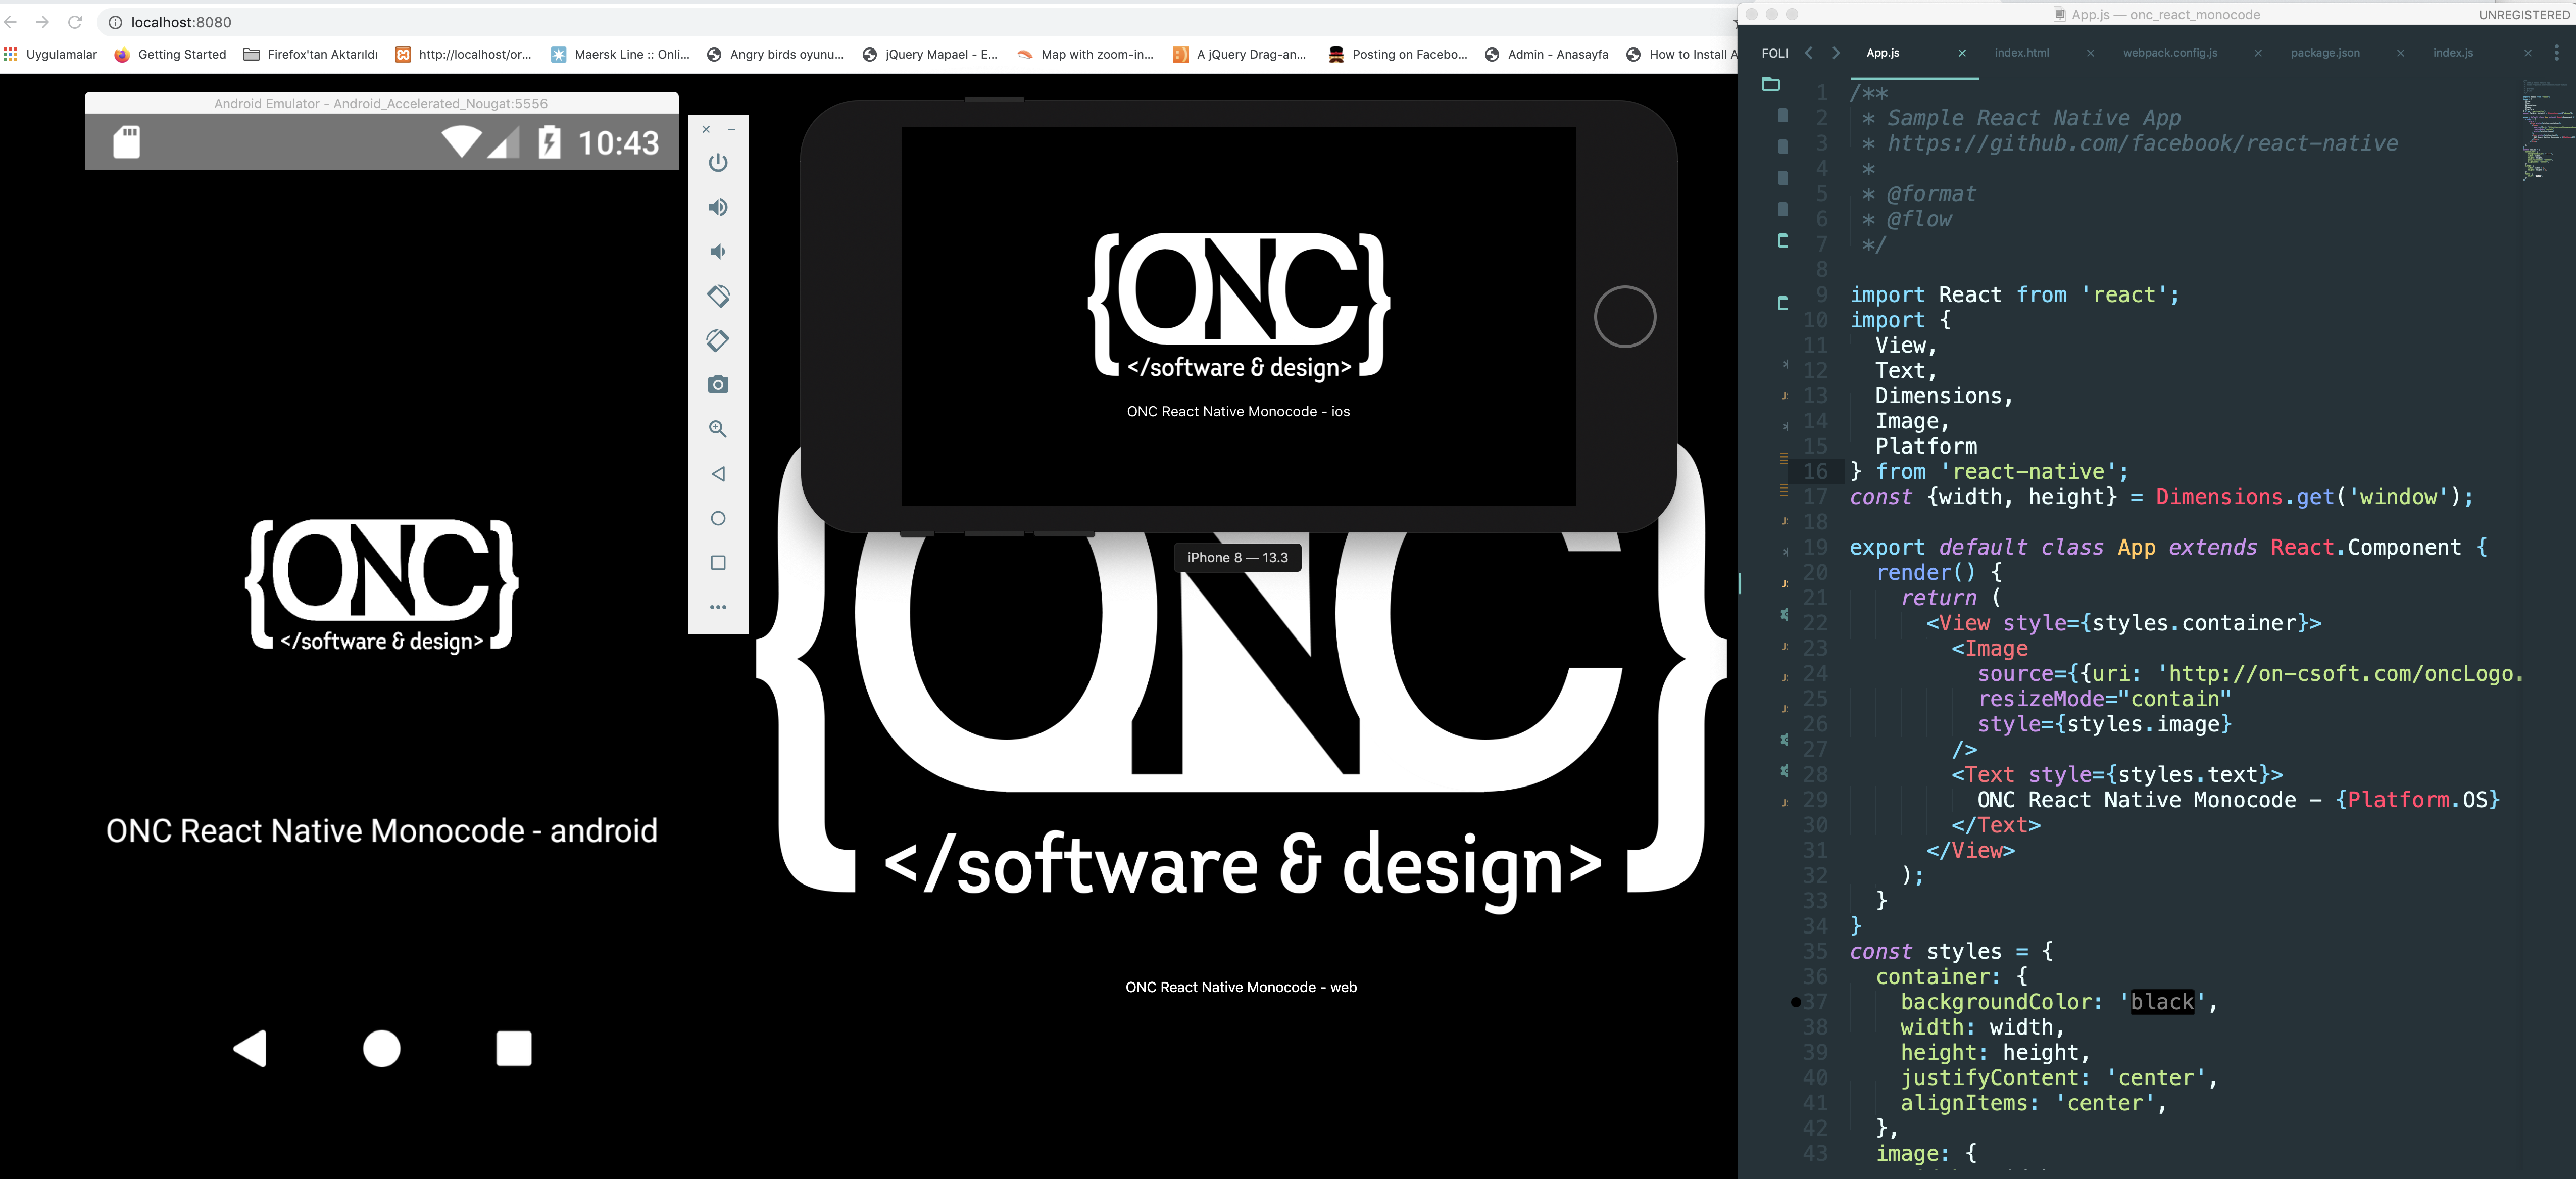 localhost:8080
Uygulamalar
Getting Started
Firefox'tan Aktarıldı
http://localhost/or...
Maersk Line :: Onli...
Angry birds oyunu...
jQuery Mapael - E...
Map with zoom-in...
A jQuery Drag-an...
Posting on Facebo...
Admin - Anasayfa
How to Install A
Android Emulator - Android_Accelerated_Nougat:5556
10:43
{ONC}
</software & design>
ONC React Native Monocode - android
{ONC}
</software & design>
ONC React Native Monocode - ios
iPhone 8 — 13.3
{ONC}
</software & design>
ONC React Native Monocode - web
App.js — onc_react_monocode
UNREGISTERED
FOLD
App.js
index.html
webpack.config.js
package.json
index.js
1 /**
2 * Sample React Native App
3 * https://github.com/facebook/react-native
4 *
5 * @format
6 * @flow
7 */
8
9 import React from 'react';
10 import {
11 View,
12 Text,
13 Dimensions,
14 Image,
15 Platform
16 } from 'react-native';
17 const {width, height} = Dimensions.get('window');
18
19 export default class App extends React.Component {
20 render() {
21 return (
22 <View style={styles.container}>
23 <Image
24 source={{uri: 'http://on-csoft.com/oncLogo.
25 resizeMode="contain"
26 style={styles.image}
27 />
28 <Text style={styles.text}>
29 ONC React Native Monocode - {Platform.OS}
30 </Text>
31 </View>
32 );
33 }
34 }
35 const styles = {
36 container: {
37 backgroundColor: 'black',
38 width: width,
39 height: height,
40 justifyContent: 'center',
41 alignItems: 'center',
42 },
43 image: {